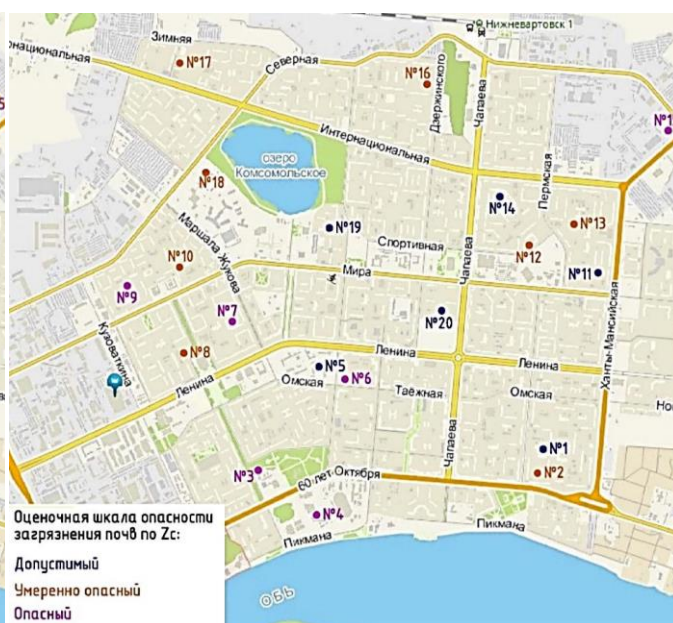 Нижневартовск 1
Зимняя
Северная
№17
№16
Дзержинского
Чапаева
Интернациональная
озеро
Комсомольское
№18
Пермская
№14
№13
№19
Маршала Жукова
Спортивная
№12
№10
Мира
№11
Чапаева
№9
№7
№20
Ханты-Мансийская
Кузоваткина
№8
Ленина
Ленина
№5
№6
Ленина
Омская
Таёжная
Омская
Чапаева
№1
№3
№2
60 лет Октября
№4
Пикмана
Пикмана
ОБЬ
Оценочная шкала опасности
загрязнения почв по Zc:
Допустимый
Умеренно опасный
Опасный